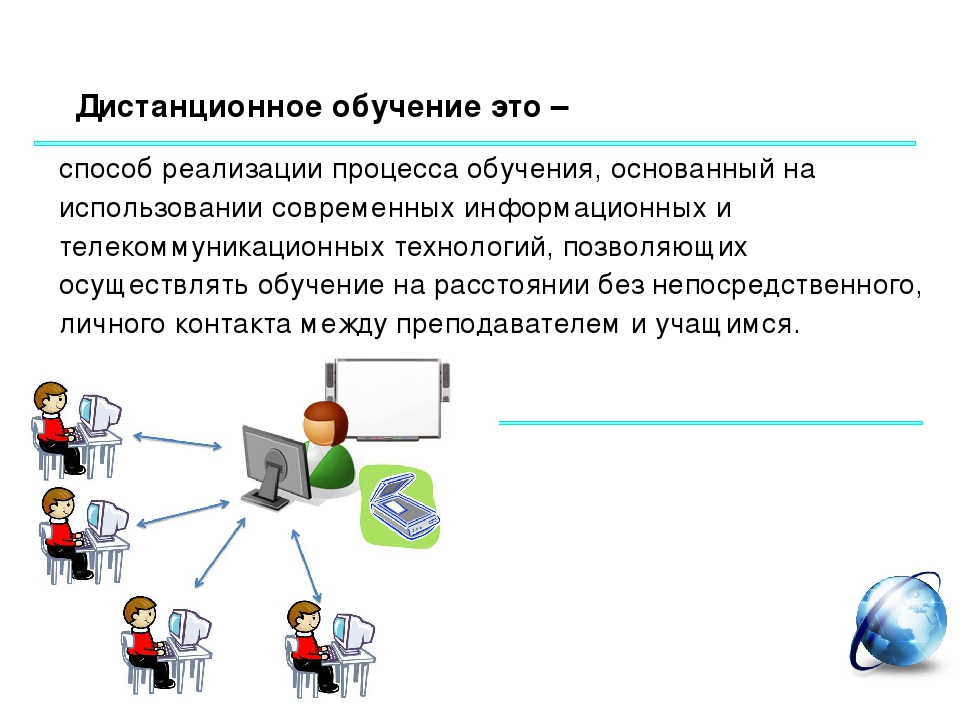 Дистанционное обучение это –
способ реализации процесса обучения, основанный на
использовании современных информационных и
телекоммуникационных технологий, позволяющих
осуществлять обучение на расстоянии без непосредственного,
личного контакта между преподавателем и учащимся.